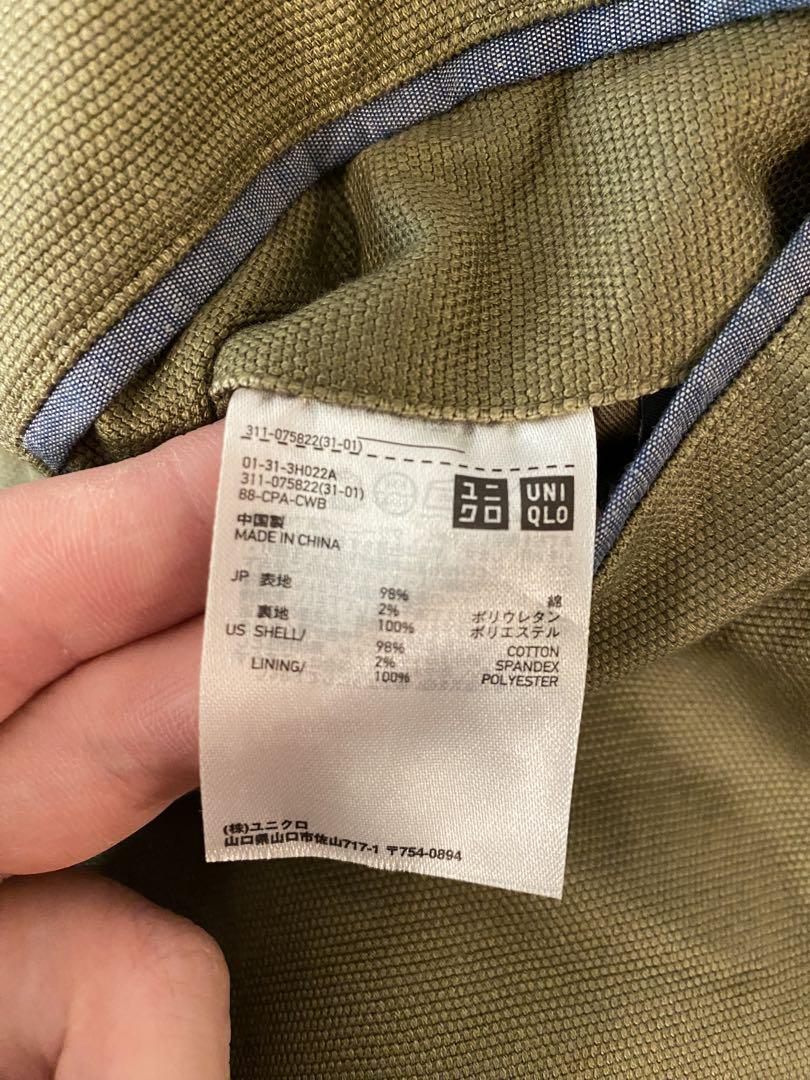 311-075822(31-01)
01-31-3H022A
311-075822(31-01)
88-CPA-CWB
ユニクロ
UNIQLO
中国製
MADE IN CHINA
JP 表地 98% 綿
2% ポリウレタン
裏地 100% ポリエステル
US SHELL/ 98% COTTON
2% SPANDEX
LINING/ 100% POLYESTER
(株)ユニクロ
山口県山口市佐山717-1 〒754-0894